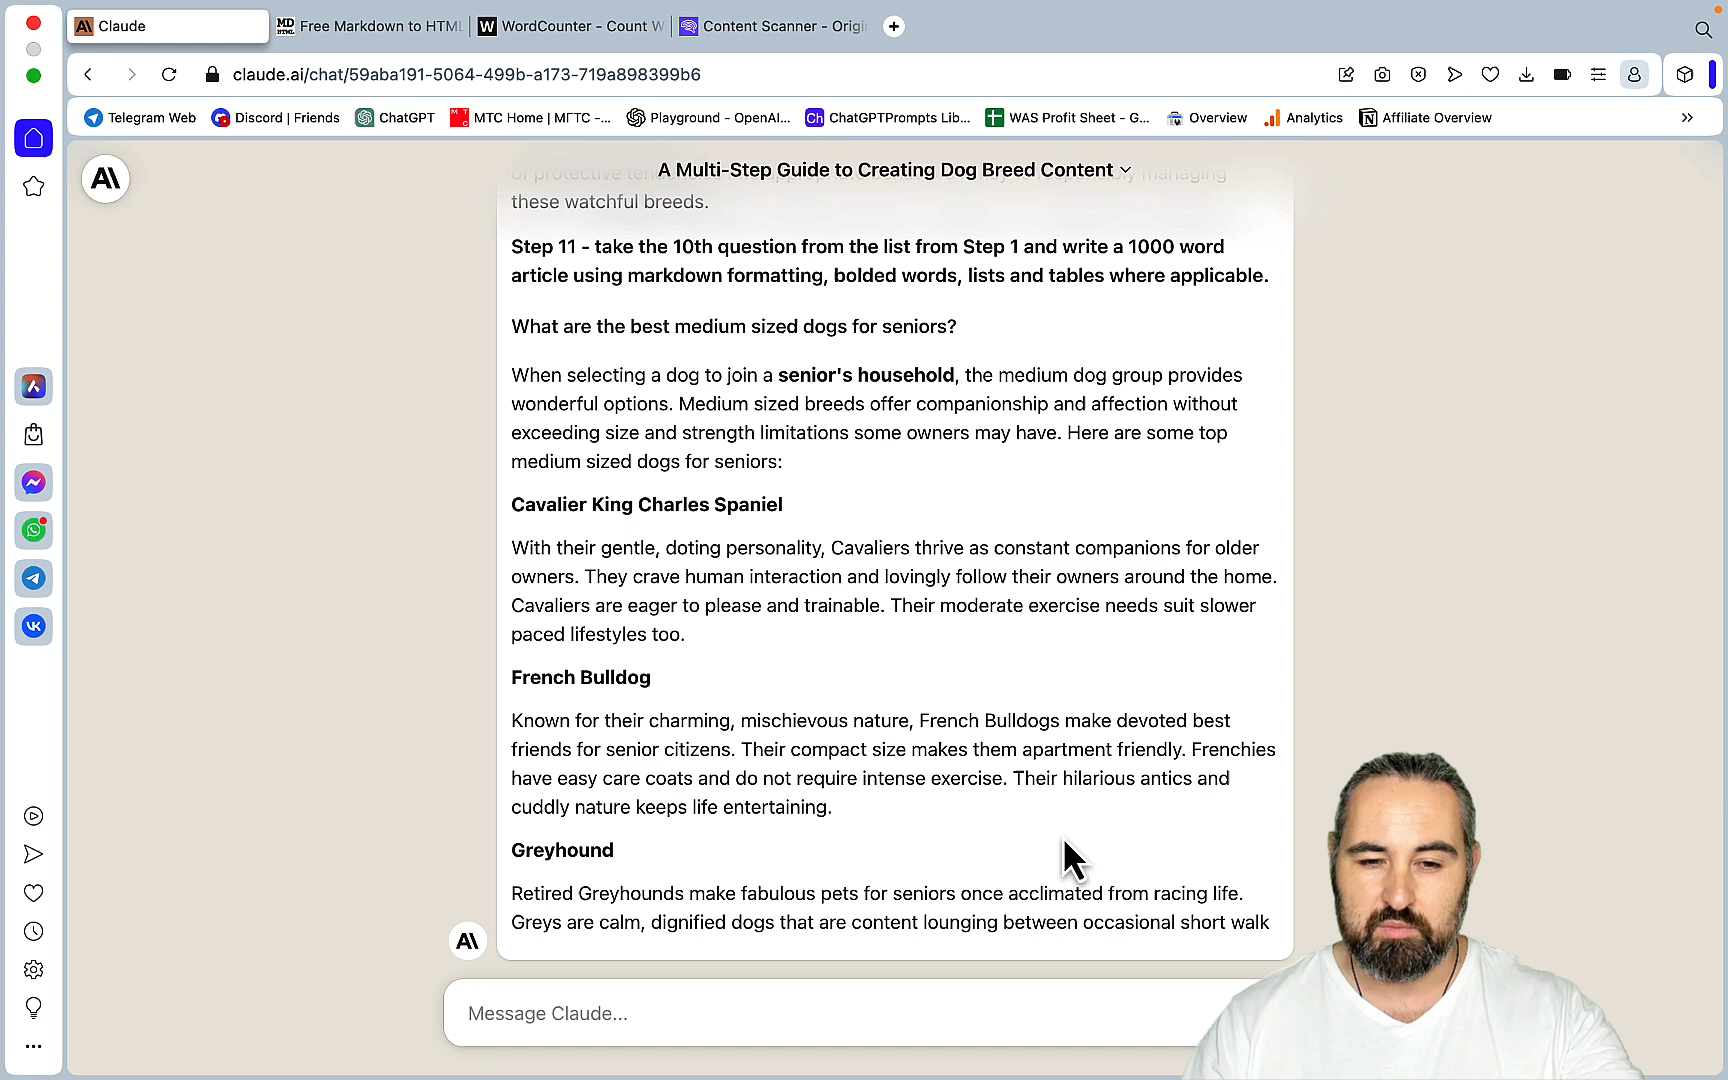 Claude
Free Markdown to HTML
WordCounter - Count W
Content Scanner - Origi
claude.ai/chat/59aba191-5064-499b-a173-719a898399b6
Telegram Web
Discord | Friends
ChatGPT
MTC Home | МГТС -...
Playground - OpenAI...
ChatGPTPrompts Lib...
WAS Profit Sheet - G...
Overview
Analytics
Affiliate Overview
A Multi-Step Guide to Creating Dog Breed Content
these watchful breeds.
Step 11 - take the 10th question from the list from Step 1 and write a 1000 word
article using markdown formatting, bolded words, lists and tables where applicable.
What are the best medium sized dogs for seniors?
When selecting a dog to join a senior's household, the medium dog group provides
wonderful options. Medium sized breeds offer companionship and affection without
exceeding size and strength limitations some owners may have. Here are some top
medium sized dogs for seniors:
Cavalier King Charles Spaniel
With their gentle, doting personality, Cavaliers thrive as constant companions for older
owners. They crave human interaction and lovingly follow their owners around the home.
Cavaliers are eager to please and trainable. Their moderate exercise needs suit slower
paced lifestyles too.
French Bulldog
Known for their charming, mischievous nature, French Bulldogs make devoted best
friends for senior citizens. Their compact size makes them apartment friendly. Frenchies
have easy care coats and do not require intense exercise. Their hilarious antics and
cuddly nature keeps life entertaining.
Greyhound
Retired Greyhounds make fabulous pets for seniors once acclimated from racing life.
Greys are calm, dignified dogs that are content lounging between occasional short walk
Message Claude...